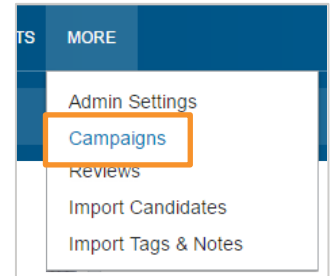 TS MORE
Admin Settings
Campaigns
Reviews
Import Candidates
Import Tags & Notes